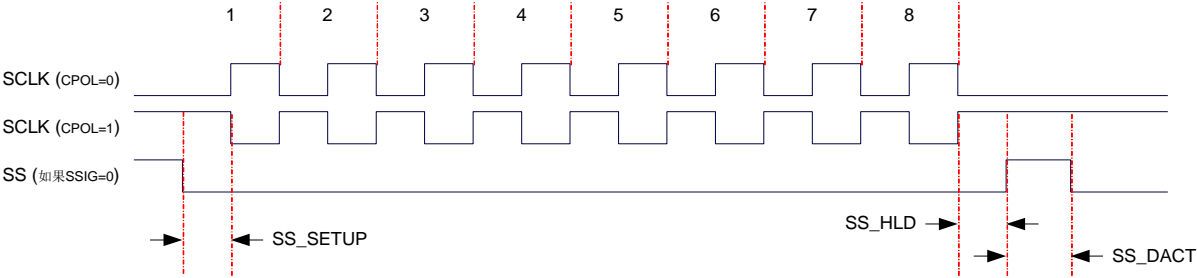 1 2 3 4 5 6 7 8
SCLK (CPOL=0)
SCLK (CPOL=1)
SS (如果SSIG=0)
SS_HLD
SS_SETUP
SS_DACT